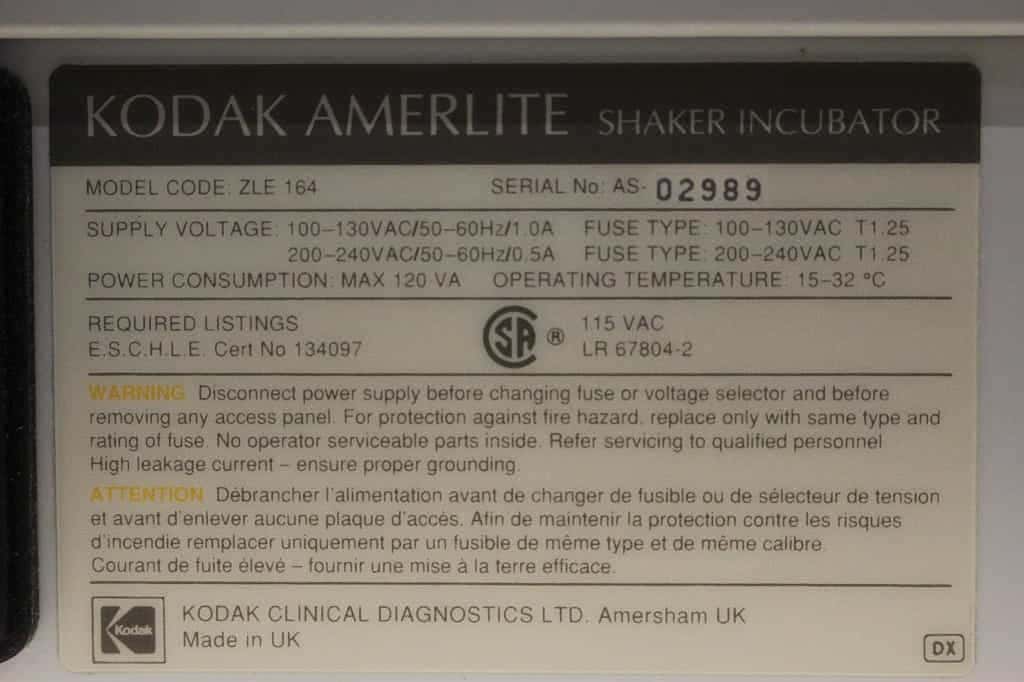 KODAK AMERLITE SHAKER INCUBATOR
MODEL CODE: ZLE 164 SERIAL No: AS- 02989
SUPPLY VOLTAGE: 100–130VAC/50–60Hz/1.0A FUSE TYPE: 100–130VAC T1.25
200–240VAC/50–60Hz/0.5A FUSE TYPE: 200–240VAC T1.25
POWER CONSUMPTION: MAX 120 VA OPERATING TEMPERATURE: 15–32 °C
REQUIRED LISTINGS
E.S.C.H.L.E. Cert No 134097
CSA ® 115 VAC
LR 67804-2
WARNING Disconnect power supply before changing fuse or voltage selector and before
removing any access panel. For protection against fire hazard, replace only with same type and
rating of fuse. No operator serviceable parts inside. Refer servicing to qualified personnel
High leakage current – ensure proper grounding.
ATTENTION Débrancher l'alimentation avant de changer de fusible ou de sélecteur de tension
et avant d'enlever aucune plaque d'accés. Afin de maintenir la protection contre les risques
d'incendie remplacer uniquement par un fusible de même type et de même calibre.
Courant de fuite élevé – fournir une mise à la terre efficace.
Kodak
KODAK CLINICAL DIAGNOSTICS LTD. Amersham UK
Made in UK
DX